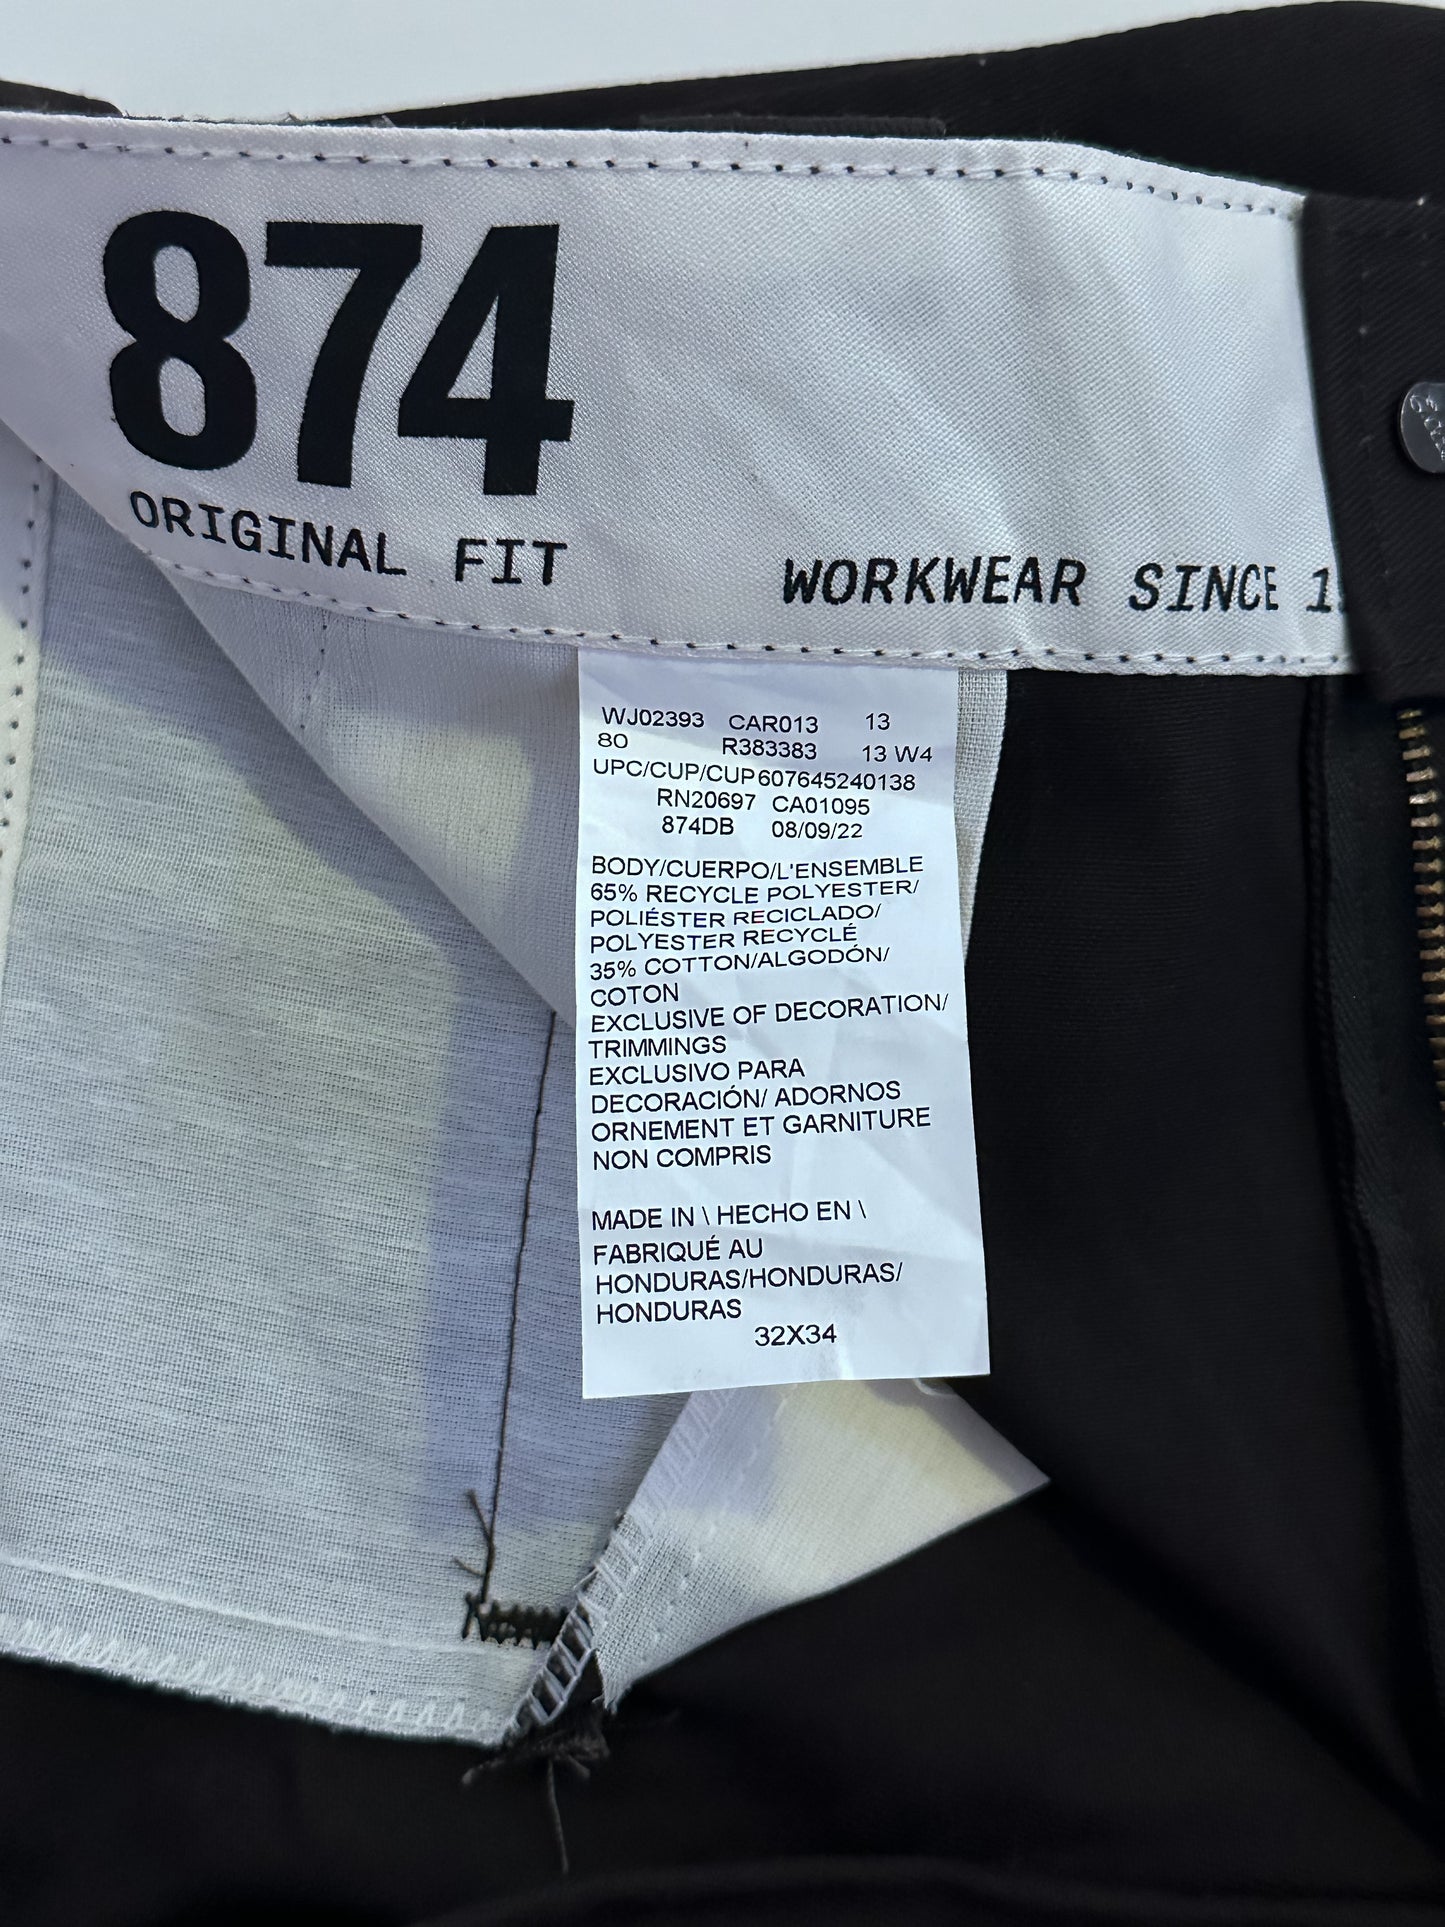 874
ORIGINAL FIT
WORKWEAR SINCE
WJ02393 CAR013 13
80 R383383 13 W4
UPC/CUP/CUP607645240138
RN20697 CA01095
874DB 08/09/22
BODY/CUERPO/L'ENSEMBLE
65% RECYCLE POLYESTER/
POLIÉSTER RECICLADO/
POLYESTER RECYCLÉ
35% COTTON/ALGODÓN/
COTON
EXCLUSIVE OF DECORATION/
TRIMMINGS
EXCLUSIVO PARA
DECORACIÓN/ ADORNOS
ORNEMENT ET GARNITURE
NON COMPRIS
MADE IN \ HECHO EN \
FABRIQUÉ AU
HONDURAS/HONDURAS/
HONDURAS
32X34